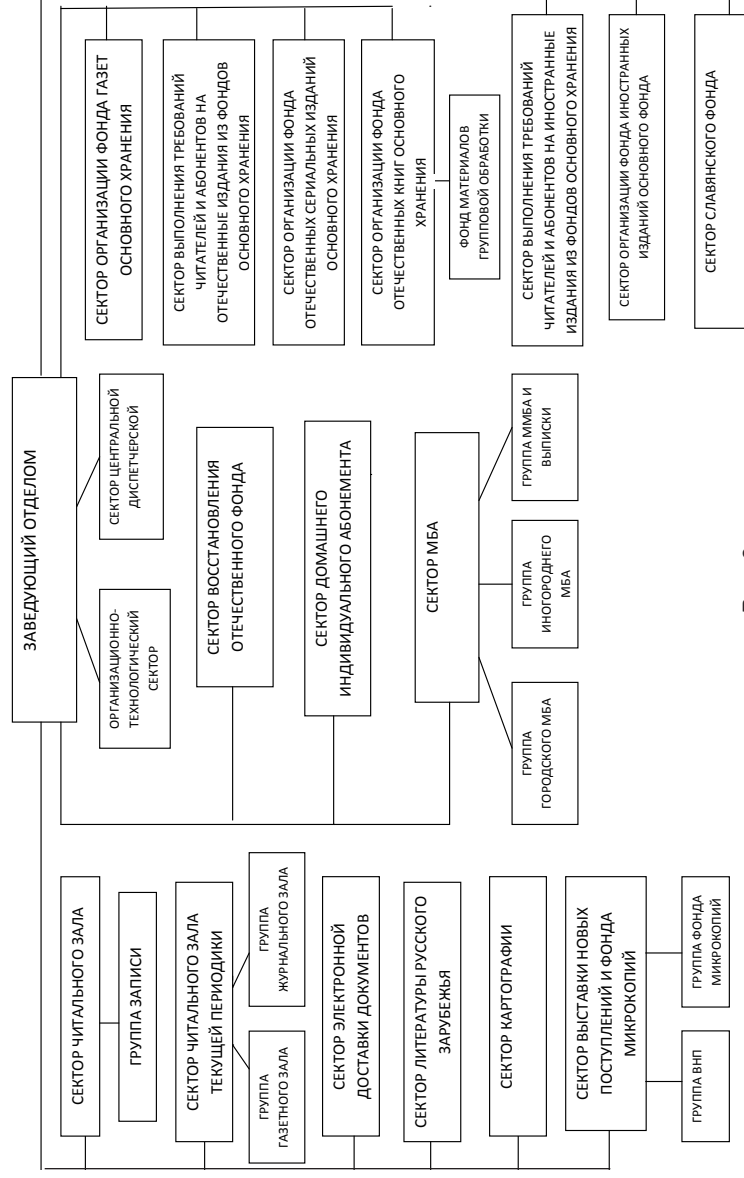 ЗАВЕДУЮЩИЙ ОТДЕЛОМ
ОРГАНИЗАЦИОННО-
ТЕХНОЛОГИЧЕСКИЙ
СЕКТОР
СЕКТОР ЦЕНТРАЛЬНОЙ
ДИСПЕТЧЕРСКОЙ
СЕКТОР ЧИТАЛЬНОГО ЗАЛА
ГРУППА ЗАПИСИ
СЕКТОР ЧИТАЛЬНОГО ЗАЛА
ТЕКУЩЕЙ ПЕРИОДИКИ
ГРУППА
ГАЗЕТНОГО ЗАЛА
ГРУППА
ЖУРНАЛЬНОГО ЗАЛА
СЕКТОР ЭЛЕКТРОННОЙ
ДОСТАВКИ ДОКУМЕНТОВ
СЕКТОР ЛИТЕРАТУРЫ РУССКОГО
ЗАРУБЕЖЬЯ
СЕКТОР КАРТОГРАФИИ
СЕКТОР ВЫСТАВКИ НОВЫХ
ПОСТУПЛЕНИЙ И ФОНДА
МИКРОКОПИЙ
ГРУППА ВНП
ГРУППА ФОНДА
МИКРОКОПИЙ
СЕКТОР ВОССТАНОВЛЕНИЯ
ОТЕЧЕСТВЕННОГО ФОНДА
СЕКТОР ДОМАШНЕГО
ИНДИВИДУАЛЬНОГО АБОНЕМЕНТА
СЕКТОР МБА
ГРУППА
ГОРОДСКОГО МБА
ГРУППА
ИНОГОРОДНЕГО
МБА
ГРУППА ММБА И
ВЫПИСКИ
СЕКТОР ОРГАНИЗАЦИИ ФОНДА ГАЗЕТ
ОСНОВНОГО ХРАНЕНИЯ
СЕКТОР ВЫПОЛНЕНИЯ ТРЕБОВАНИЙ
ЧИТАТЕЛЕЙ И АБОНЕНТОВ НА
ОТЕЧЕСТВЕННЫЕ ИЗДАНИЯ ИЗ ФОНДОВ
ОСНОВНОГО ХРАНЕНИЯ
СЕКТОР ОРГАНИЗАЦИИ ФОНДА
ОТЕЧЕСТВЕННЫХ СЕРИАЛЬНЫХ ИЗДАНИЙ
ОСНОВНОГО ХРАНЕНИЯ
СЕКТОР ОРГАНИЗАЦИИ ФОНДА
ОТЕЧЕСТВЕННЫХ КНИГ ОСНОВНОГО
ХРАНЕНИЯ
ФОНД МАТЕРИАЛОВ
ГРУППОВОЙ ОБРАБОТКИ
СЕКТОР ВЫПОЛНЕНИЯ ТРЕБОВАНИЙ
ЧИТАТЕЛЕЙ И АБОНЕНТОВ НА ИНОСТРАННЫЕ
ИЗДАНИЯ ИЗ ФОНДОВ ОСНОВНОГО ХРАНЕНИЯ
СЕКТОР ОРГАНИЗАЦИИ ФОНДА ИНОСТРАННЫХ
ИЗДАНИЙ ОСНОВНОГО ФОНДА
СЕКТОР СЛАВЯНСКОГО ФОНДА